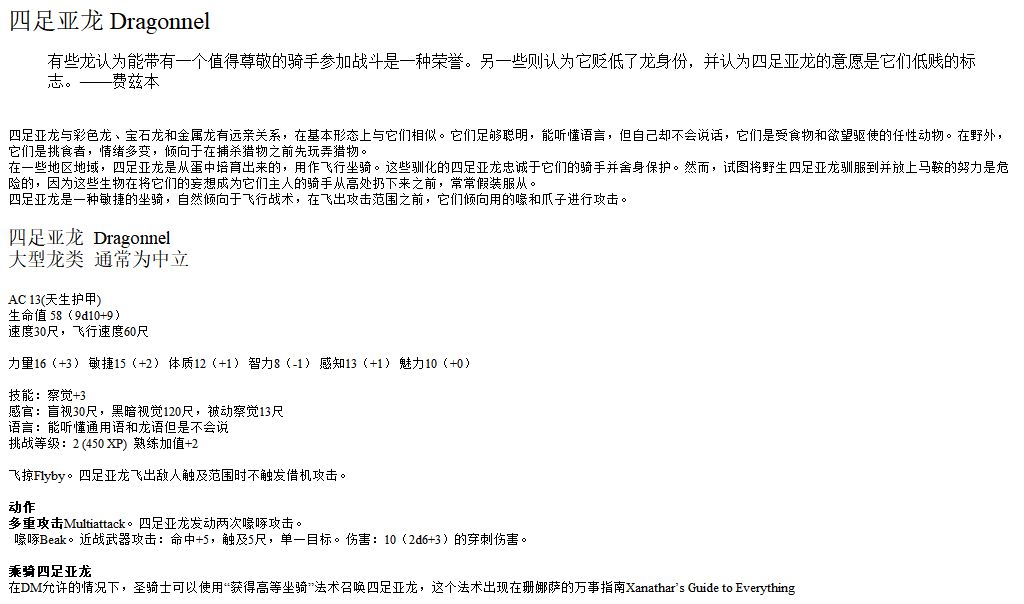 四足亚龙 Dragonnel
有些龙认为能带有一个值得尊敬的骑手参加战斗是一种荣誉。另一些则认为它贬低了龙身份，并认为四足亚龙的意愿是它们低贱的标
志。——费兹本
四足亚龙与彩色龙、宝石龙和金属龙有远亲关系，在基本形态上与它们相似。它们足够聪明，能听懂语言，但自己却不会说话，它们是受食物和欲望驱使的任性动物。在野外，
它们是挑食者，情绪多变，倾向于在捕杀猎物之前先玩弄猎物。
在一些地区地域，四足亚龙是从蛋中培育出来的，用作飞行坐骑。这些驯化的四足亚龙忠诚于它们的骑手并舍身保护。然而，试图将野生四足亚龙驯服到并放上马鞍的努力是危
险的，因为这些生物在将它们的妄想成为它们主人的骑手从高处扔下来之前，常常假装服从。
四足亚龙是一种敏捷的坐骑，自然倾向于飞行战术，在飞出攻击范围之前，它们倾向用的喙和爪子进行攻击。
四足亚龙 Dragonnel
大型龙类 通常为中立
AC 13(天生护甲)
生命值 58（9d10+9）
速度30尺，飞行速度60尺
力量16（+3） 敏捷15（+2） 体质12（+1） 智力8（-1） 感知13（+1） 魅力10（+0）
技能：察觉+3
感官：盲视30尺，黑暗视觉120尺，被动察觉13尺
语言：能听懂通用语和龙语但是不会说
挑战等级：2 (450 XP) 熟练加值+2
飞掠Flyby。四足亚龙飞出敌人触及范围时不触发借机攻击。
动作
多重攻击Multiattack。四足亚龙发动两次喙啄攻击。
喙啄Beak。近战武器攻击：命中+5，触及5尺，单一目标。伤害：10（2d6+3）的穿刺伤害。
乘骑四足亚龙
在DM允许的情况下，圣骑士可以使用“获得高等坐骑”法术召唤四足亚龙，这个法术出现在珊娜萨的万事指南Xanathar’s Guide to Everything